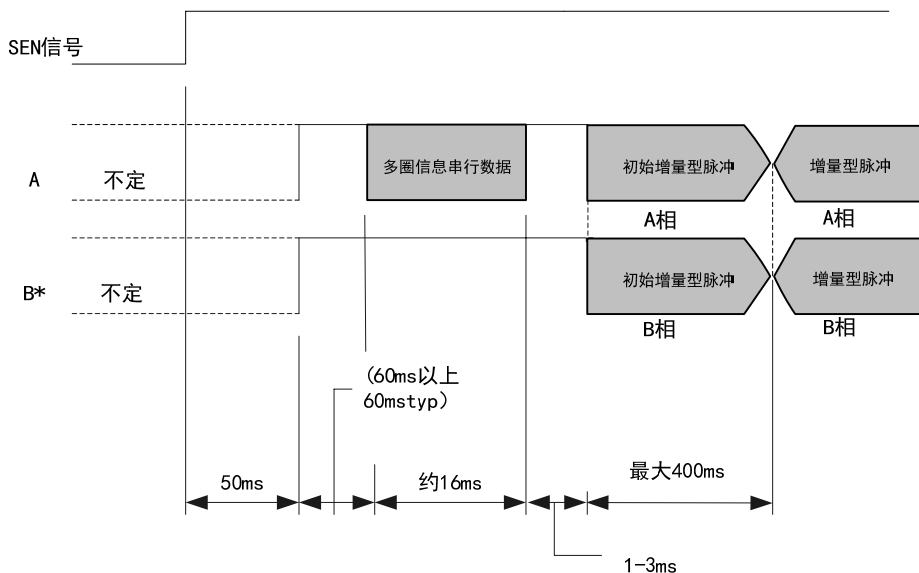 SEN信号
A
不定
多圈信息串行数据
初始增量型脉冲
增量型脉冲
A相
A相
B*
不定
初始增量型脉冲
增量型脉冲
B相
B相
(60ms以上
60mstyp)
50ms
约16ms
最大400ms
1-3ms